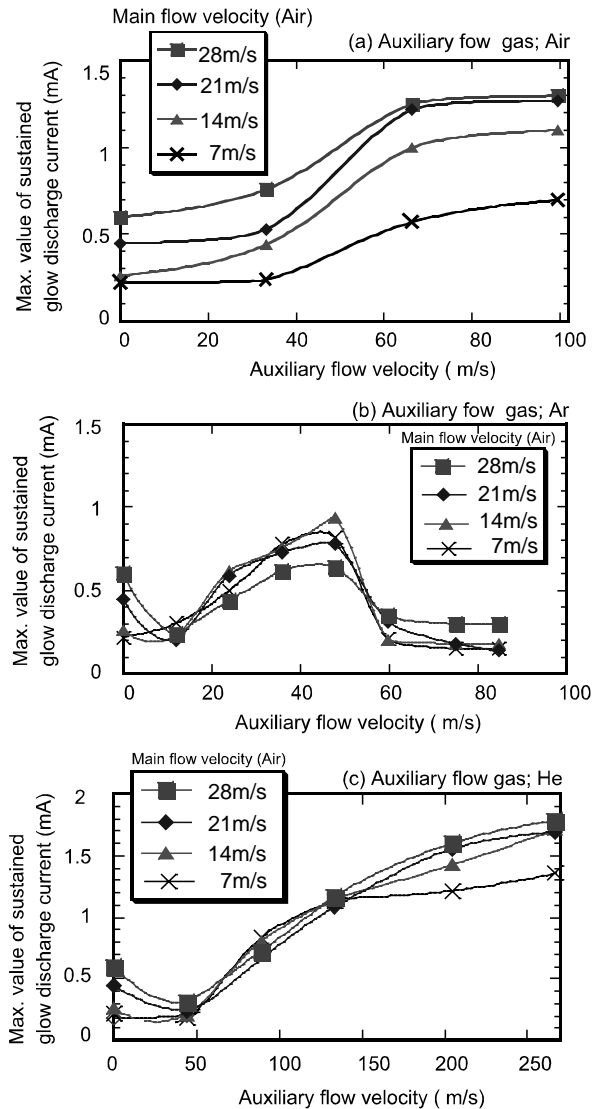 Main flow velocity (Air)
(a) Auxiliary fow gas; Air
28m/s
21m/s
14m/s
7m/s
Max. value of sustained
glow discharge current (mA)
1.5
1
0.5
0
0 20 40 60 80 100
Auxiliary flow velocity ( m/s)
(b) Auxiliary fow gas; Ar
Main flow velocity (Air)
28m/s
21m/s
14m/s
7m/s
Max. value of sustained
glow discharge current (mA)
1.5
1
0.5
0
0 20 40 60 80 100
Auxiliary flow velocity ( m/s)
Main flow velocity (Air)
(c) Auxiliary flow gas; He
28m/s
21m/s
14m/s
7m/s
Max. value of sustained
glow discharge current (mA)
2
1.5
1
0.5
0
0 50 100 150 200 250
Auxiliary flow velocity ( m/s)